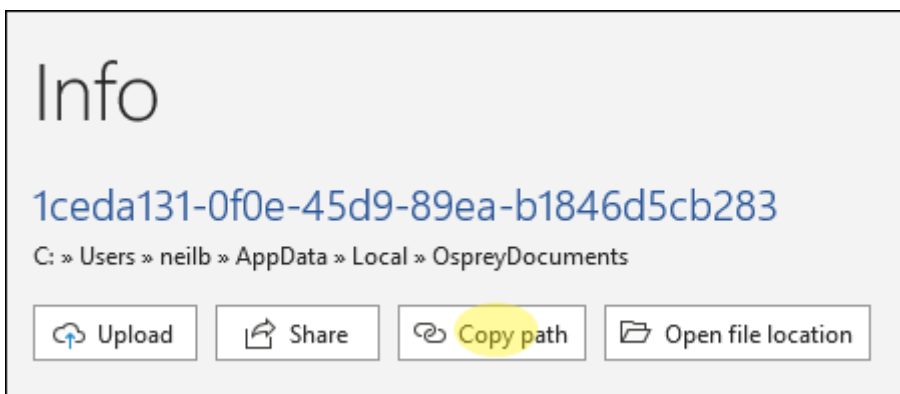 Info
1ceda131-0f0e-45d9-89ea-b1846d5cb283
C: » Users » neilb » AppData » Local » OspreyDocuments
Upload Share Copy path Open file location